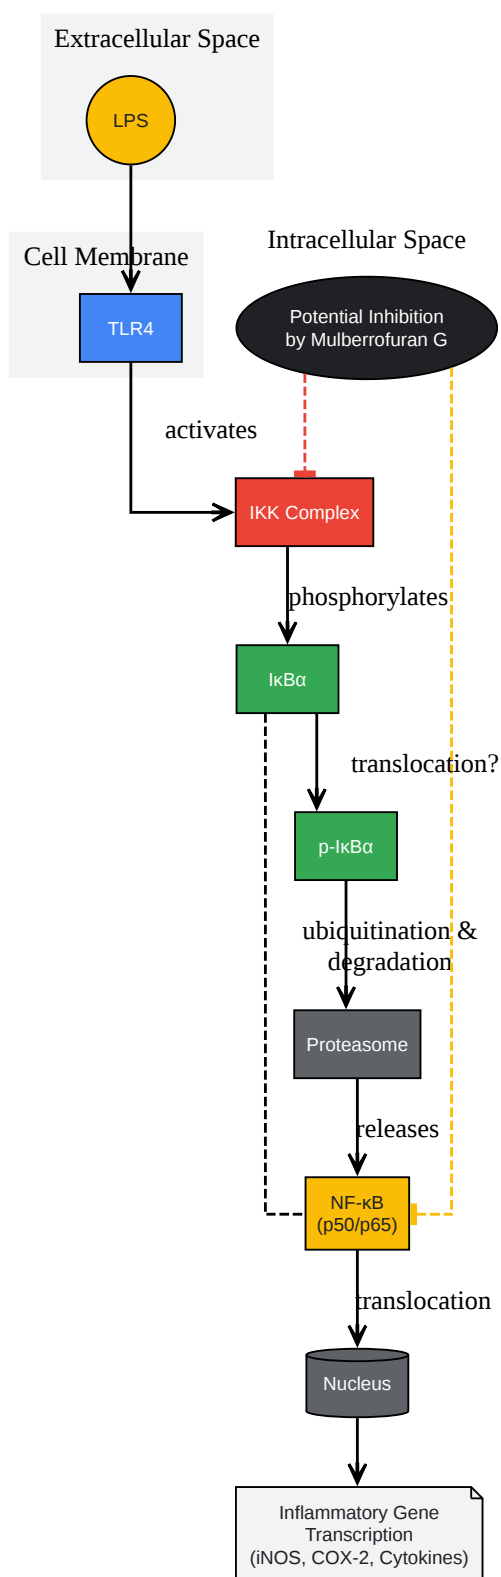 Extracellular Space
LPS
Cell Membrane
TLR4
Intracellular Space
Potential Inhibition
by Mulberrofuran G
activates
IKK Complex
phosphorylates
IκBα
translocation?
p-IκBα
ubiquitination &
degradation
Proteasome
releases
NF-κB
(p50/p65)
translocation
Nucleus
Inflammatory Gene
Transcription
(iNOS, COX-2, Cytokines)